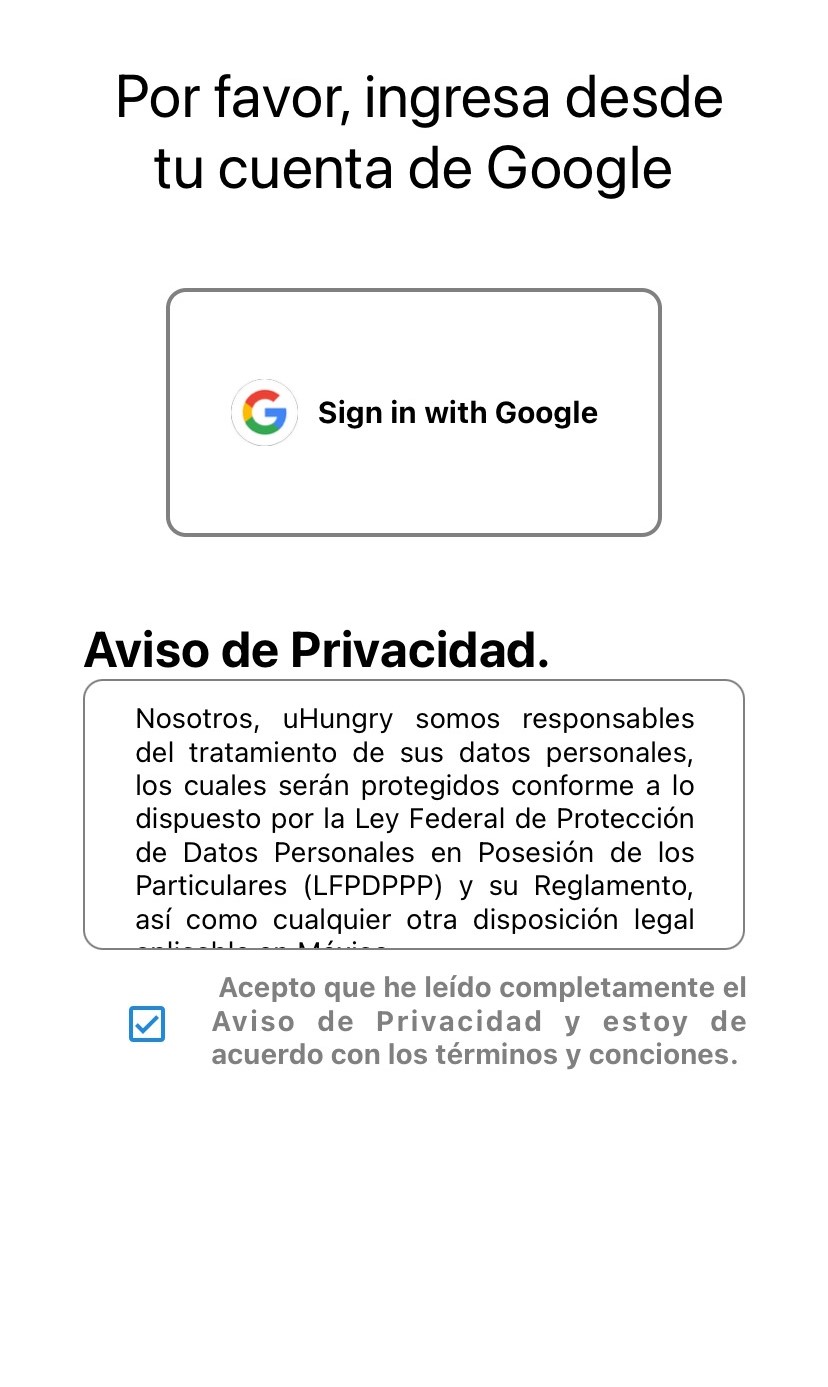 Por favor, ingresa desde
tu cuenta de Google
Sign in with Google
Aviso de Privacidad.
Nosotros, uHungry somos responsables
del tratamiento de sus datos personales,
los cuales serán protegidos conforme a lo
dispuesto por la Ley Federal de Protección
de Datos Personales en Posesión de los
Particulares (LFPDPPP) y su Reglamento,
así como cualquier otra disposición legal
aplicable en México.
Acepto que he leído completamente el
Aviso de Privacidad y estoy de
acuerdo con los términos y conciones.